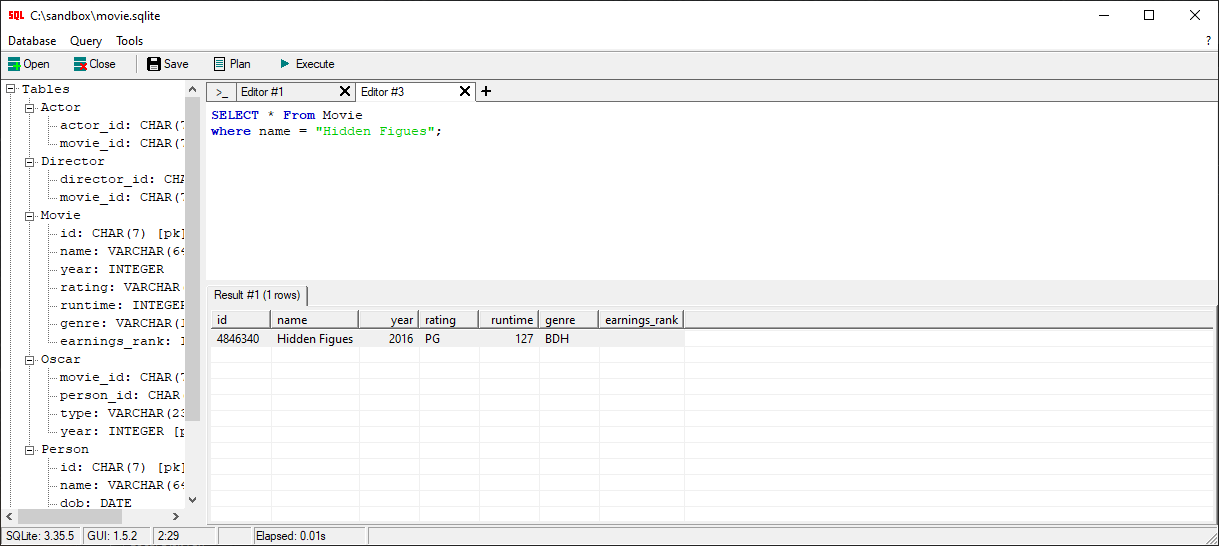 SQL C:\sandbox\movie.sqlite
Database Query Tools ?
Open Close Save Plan Execute
Tables
Actor
actor_id: CHAR(7
movie_id: CHAR(7
Director
director_id: CHA
movie_id: CHAR(7
Movie
id: CHAR(7) [pk]
name: VARCHAR(64
year: INTEGER
rating: VARCHAR
runtime: INTEGER
genre: VARCHAR(1
earnings_rank: I
Oscar
movie_id: CHAR(7
person_id: CHAR
type: VARCHAR(23
year: INTEGER [p
Person
id: CHAR(7) [pk]
name: VARCHAR(64
dob: DATE
>_ Editor #1 Editor #3
SELECT * From Movie
where name = "Hidden Figues";
Result #1 (1 rows)
id name year rating runtime genre earnings_rank
4846340 Hidden Figues 2016 PG 127 BDH
SQLite: 3.35.5 GUI: 1.5.2 2:29 Elapsed: 0.01s